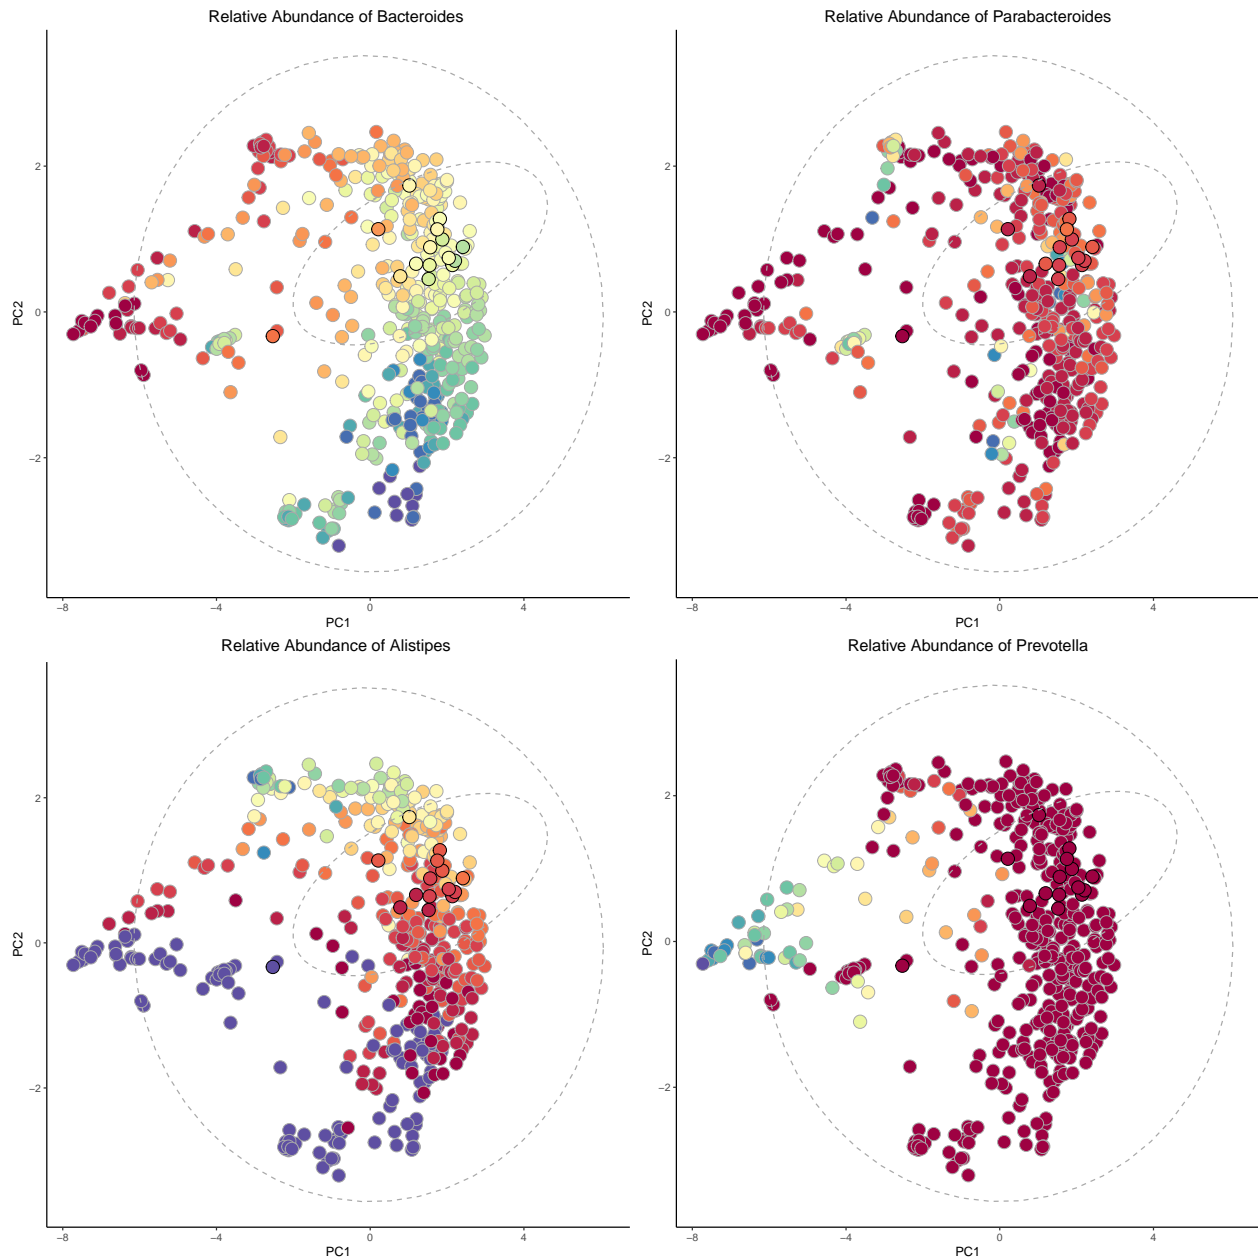 Relative Abundance of Bacteroides
2
0
−2
PC2
−8
−4
0
4
PC1
Relative Abundance of Parabacteroides
2
0
−2
PC2
−8
−4
0
4
PC1
Relative Abundance of Alistipes
2
0
−2
PC2
−8
−4
0
4
PC1
Relative Abundance of Prevotella
2
0
−2
PC2
−8
−4
0
4
PC1